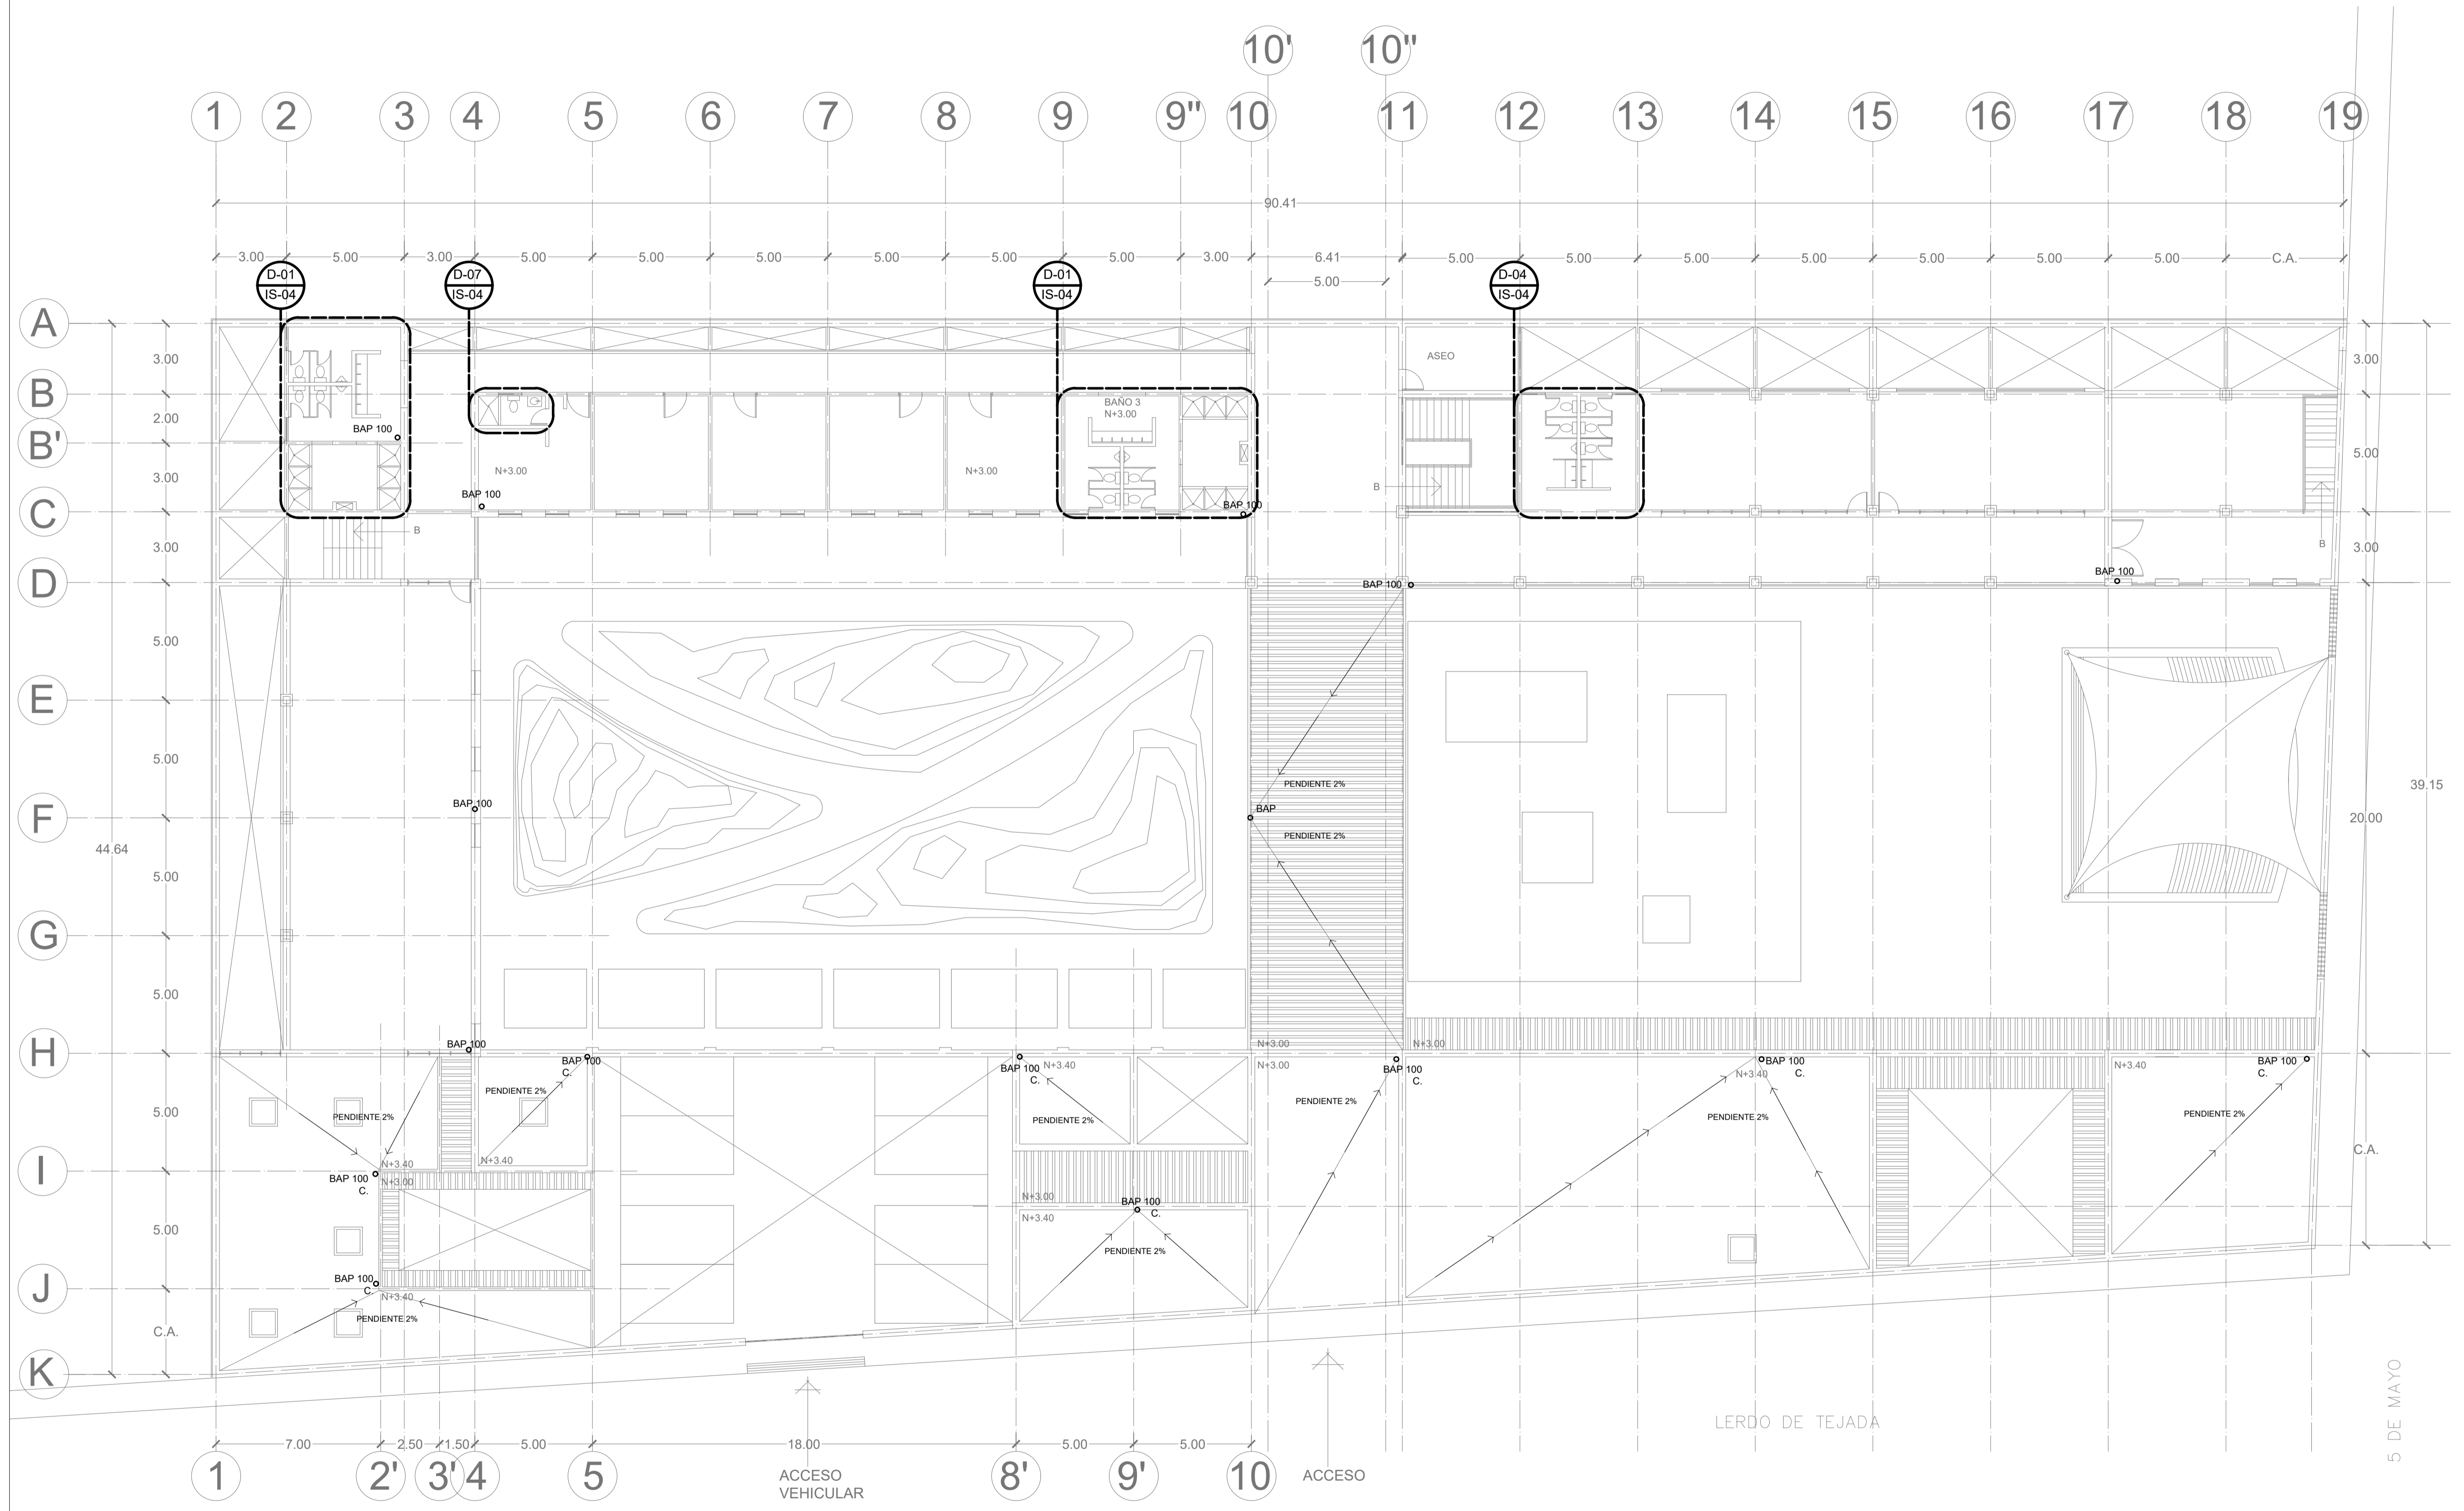 10' 10"
1 2 3 4 5 6 7 8 9 9" 10 11 12 13 14 15 16 17 18 19
90.41
3.00 5.00 3.00 5.00 5.00 5.00 5.00 5.00 5.00 3.00 6.41 5.00 5.00 5.00 5.00 5.00 5.00 5.00 C.A.
5.00
D-01 D-07 D-01 D-04
IS-04 IS-04 IS-04 IS-04
A
3.00 ASEO 3.00
B
BAÑO 3
N+3.00
2.00
BAP 100
B'
5.00
3.00 N+3.00 N+3.00
B
BAP 100 BAP 100
C
B
3.00 B 3.00
BAP 100
D BAP 100
5.00
E
5.00
PENDIENTE 2%
39.15
BAP 100 BAP
F 20.00
PENDIENTE 2%
44.64
5.00
G
5.00
BAP 100 N+3.00 N+3.00
H
BAP 100
C.
BAP 100
C.
N+3.40
N+3.00
BAP 100
C.
BAP 100
C.
N+3.40
N+3.40
BAP 100
C.
5.00
PENDIENTE 2%
PENDIENTE 2%
PENDIENTE 2%
PENDIENTE 2%
PENDIENTE 2%
PENDIENTE 2%
C.A.
N+3.40 N+3.40
I
BAP 100
C.
N+3.00
N+3.00
BAP 100
C.
N+3.40
5.00
PENDIENTE 2%
BAP 100
C.
J
N+3.40
PENDIENTE 2%
C.A.
K
5 DE MAYO
LERDO DE TEJADA
7.00 2.50 1.50 5.00 18.00 5.00 5.00
1 2' 3' 4 5 8' 9' 10
ACCESO
VEHICULAR
ACCESO